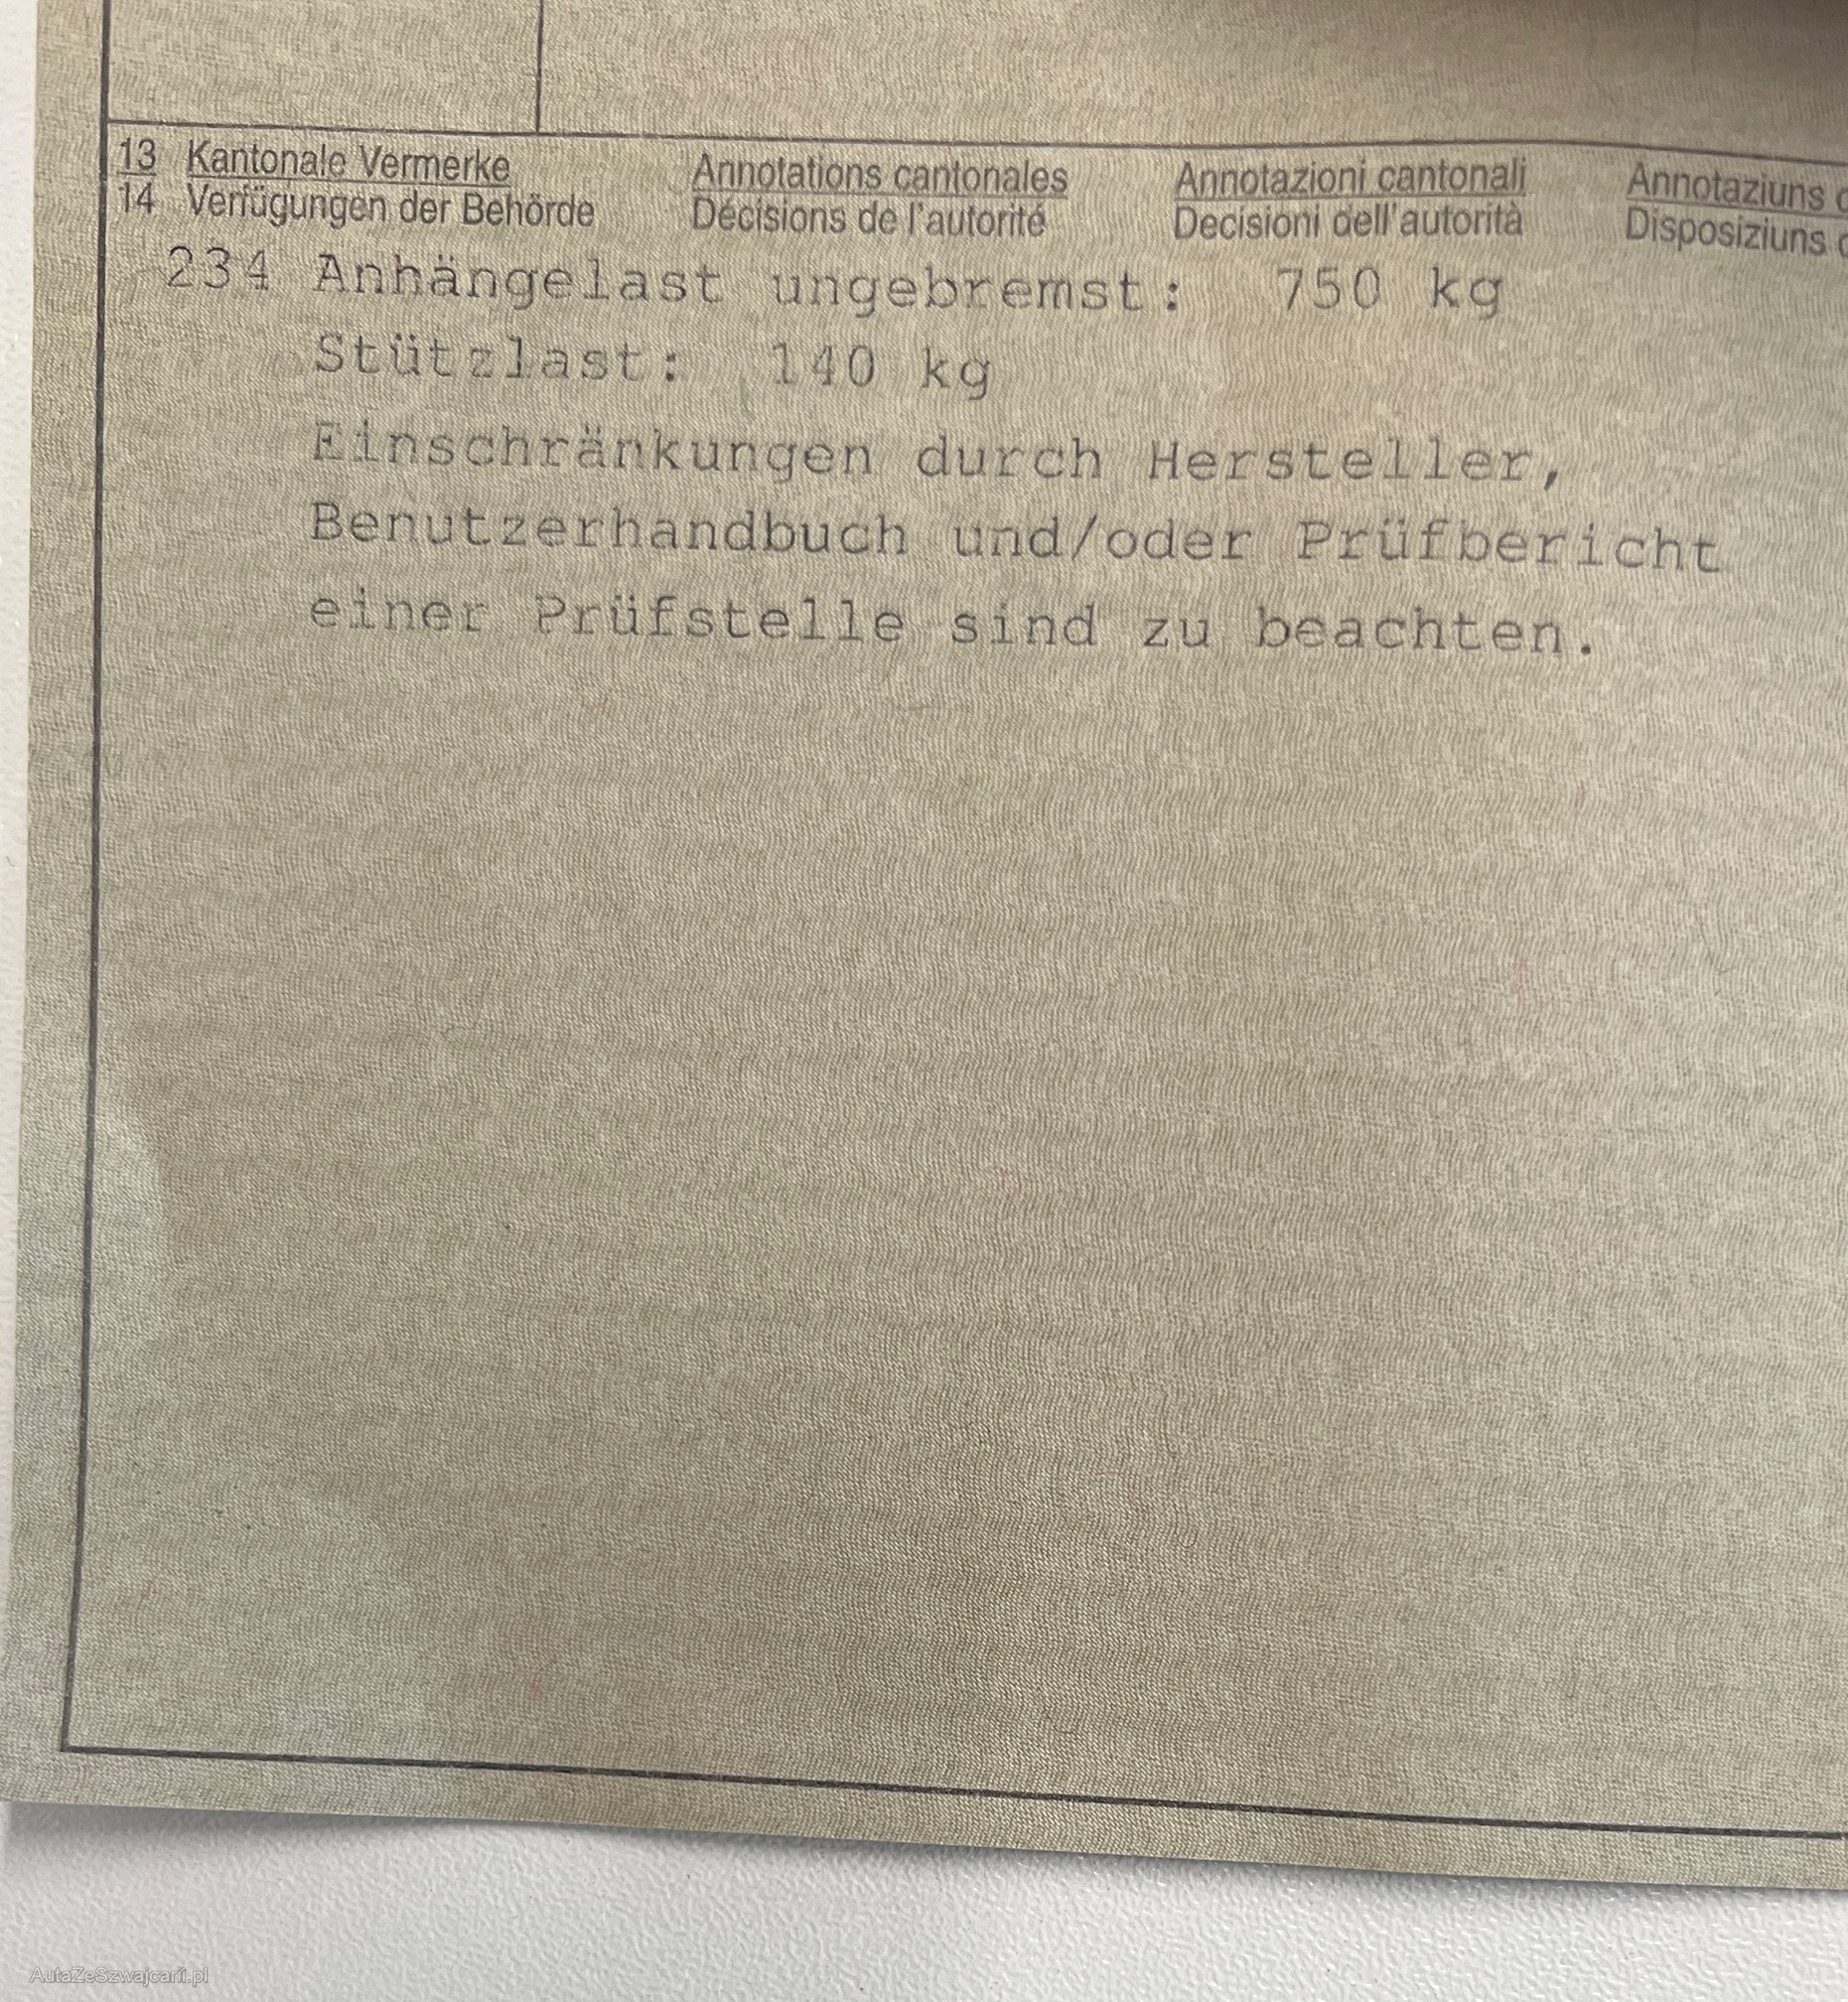 13 Kantonale Vermerke Annotations cantonales Annotazioni cantonali Annotaziuns
14 Verfügungen der Behörde Décisions de l'autorité Decisioni dell'autorità Disposiziuns
234 Anhängelast ungebremst: 750 kg
Stützlast: 140 kg
Einschränkungen durch Hersteller,
Benutzerhandbuch und/oder Prüfbericht
einer Prüfstelle sind zu beachten.
AutaZeSzwajcarii.pl